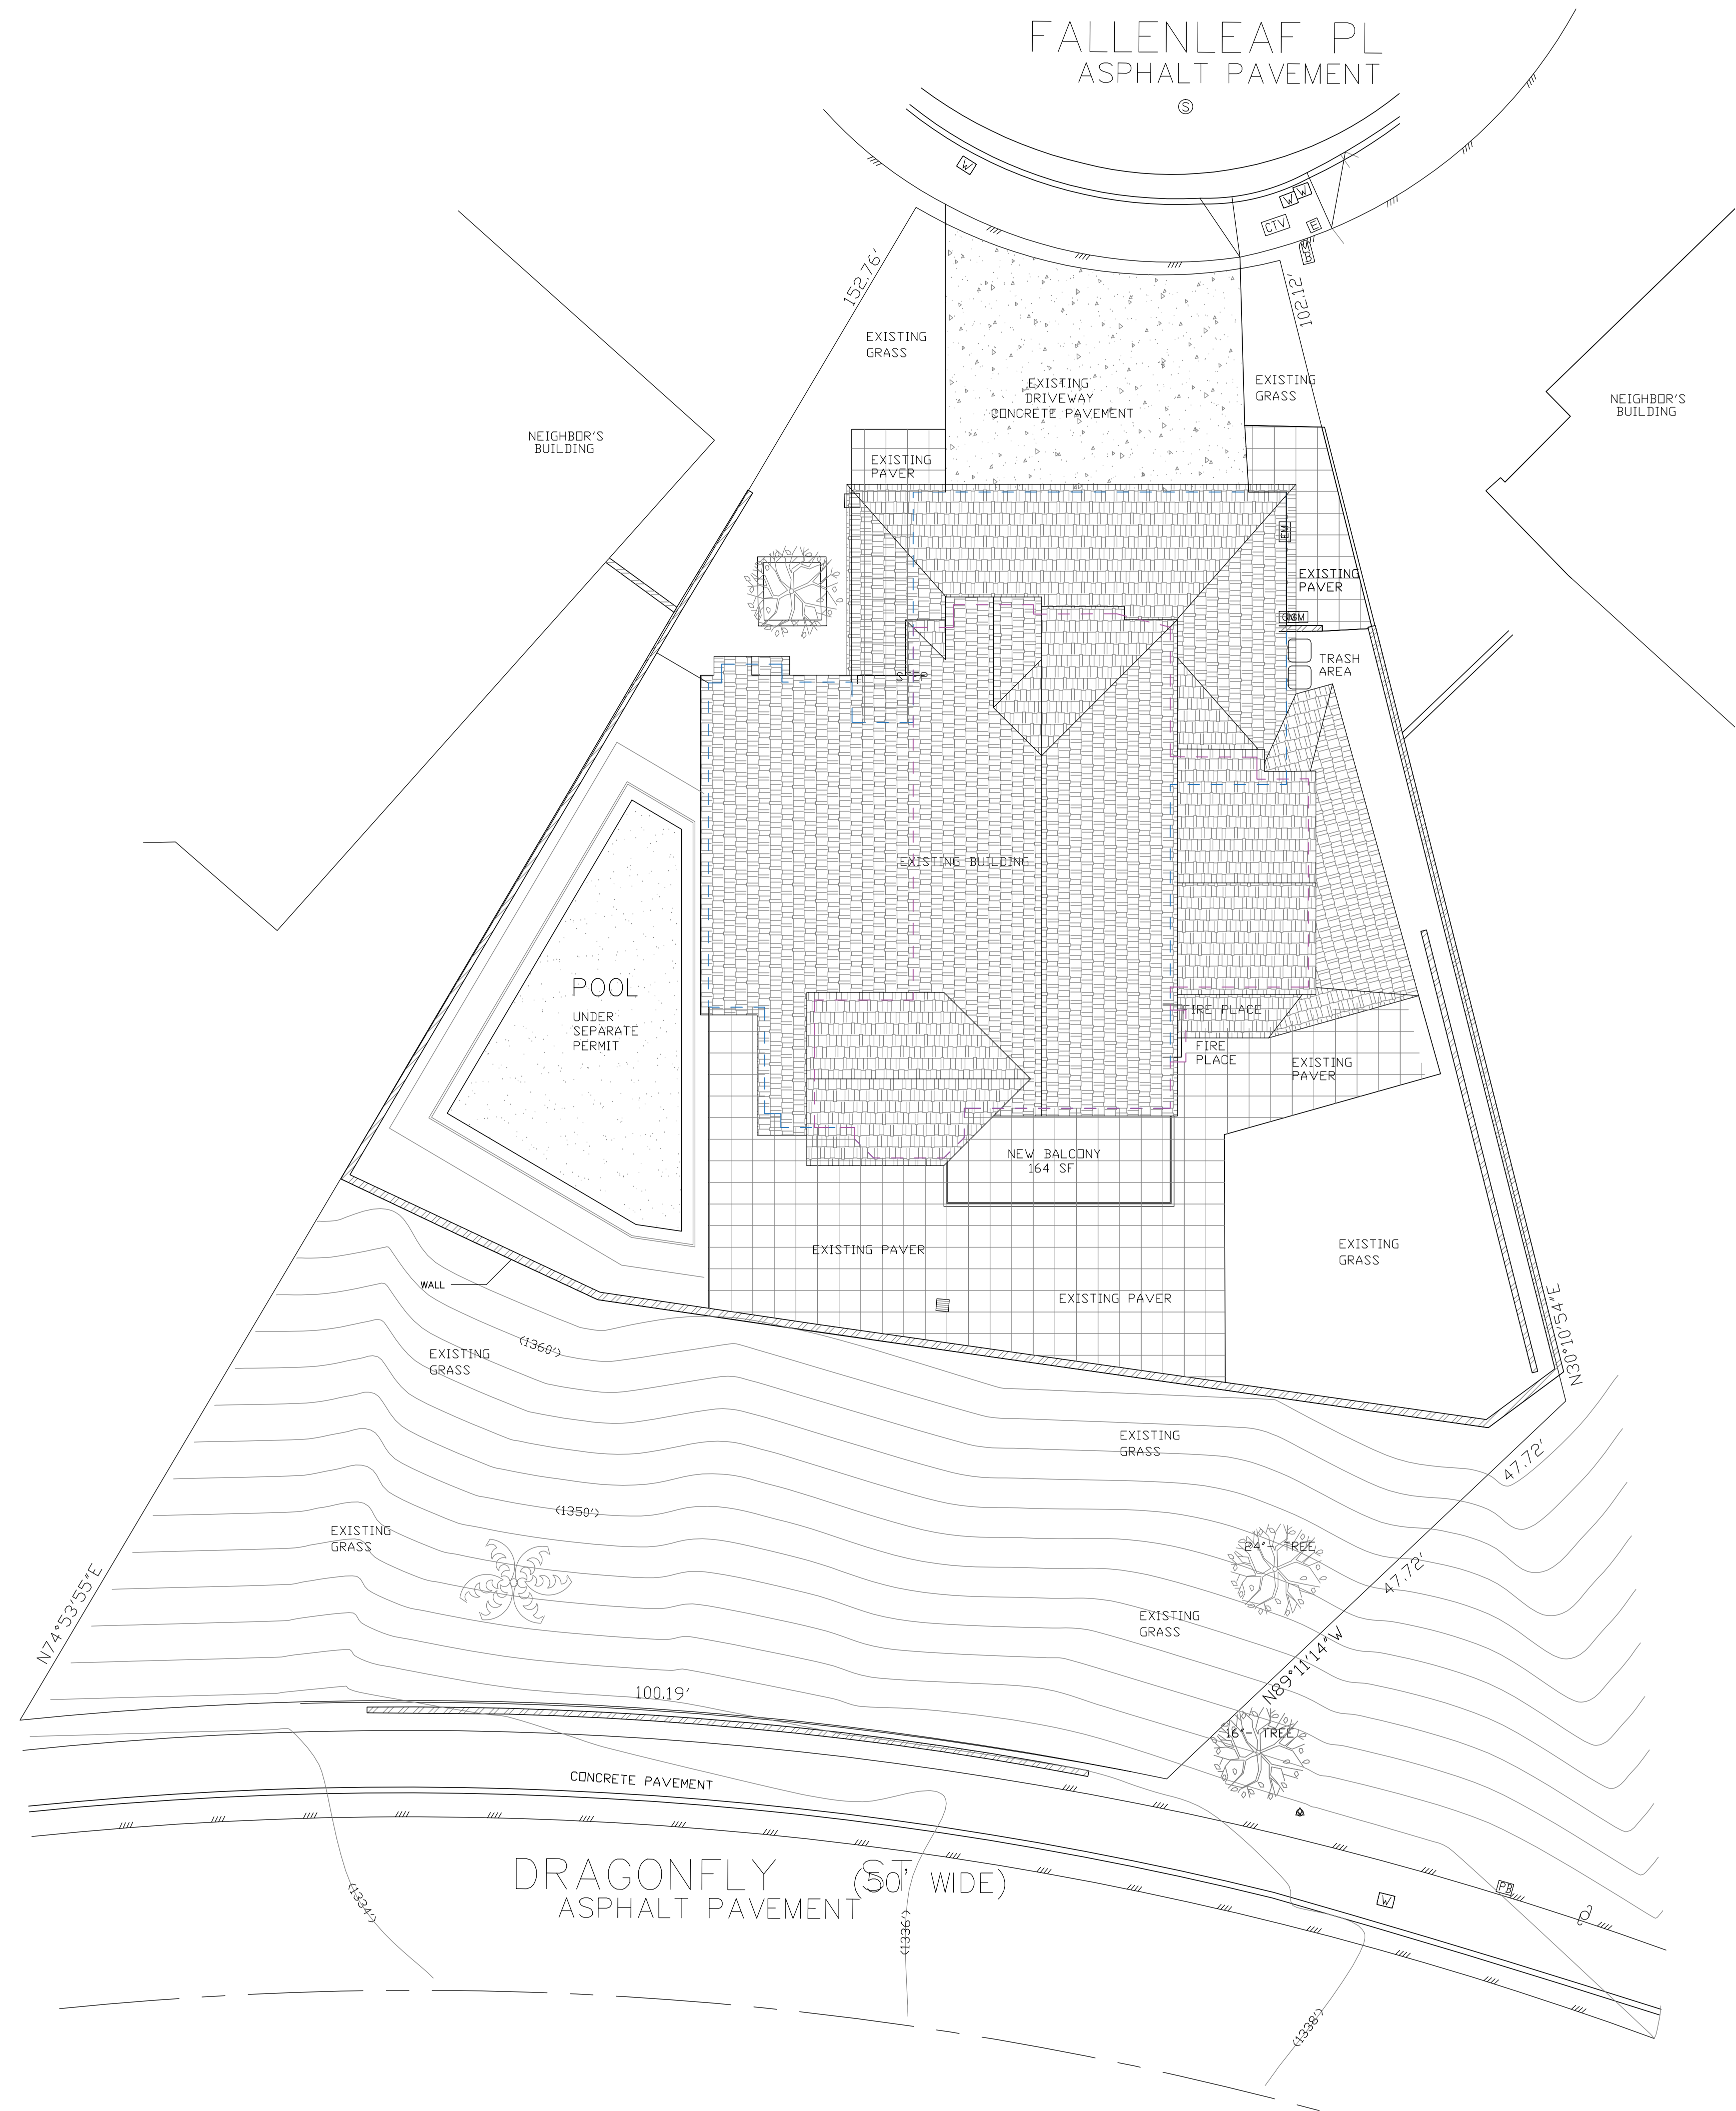 FALLENLEAF PL
ASPHALT PAVEMENT
S
W
W
W
CTV
E
152.76'
102.12'
EXISTING
GRASS
EXISTING
DRIVEWAY
CONCRETE PAVEMENT
EXISTING
GRASS
NEIGHBOR'S
BUILDING
NEIGHBOR'S
BUILDING
EXISTING
PAVER
EM
EXISTING
PAVER
TRASH
AREA
STEP
EXISTING BUILDING
POOL
UNDER
SEPARATE
PERMIT
FIRE PLACE
FIRE
PLACE
EXISTING
PAVER
NEW BALCONY
164 SF
EXISTING PAVER
EXISTING
GRASS
WALL
EXISTING PAVER
N30°10'54"E
(1360')
EXISTING
GRASS
EXISTING
GRASS
47.72'
(1350')
EXISTING
GRASS
24"- TREE
47.72'
N74°53'55"E
EXISTING
GRASS
N89°11'14"W
100.19'
16"- TREE
CONCRETE PAVEMENT
DRAGONFLY ST
(50' WIDE)
ASPHALT PAVEMENT
W
PB
(1334')
(1336')
(1338')